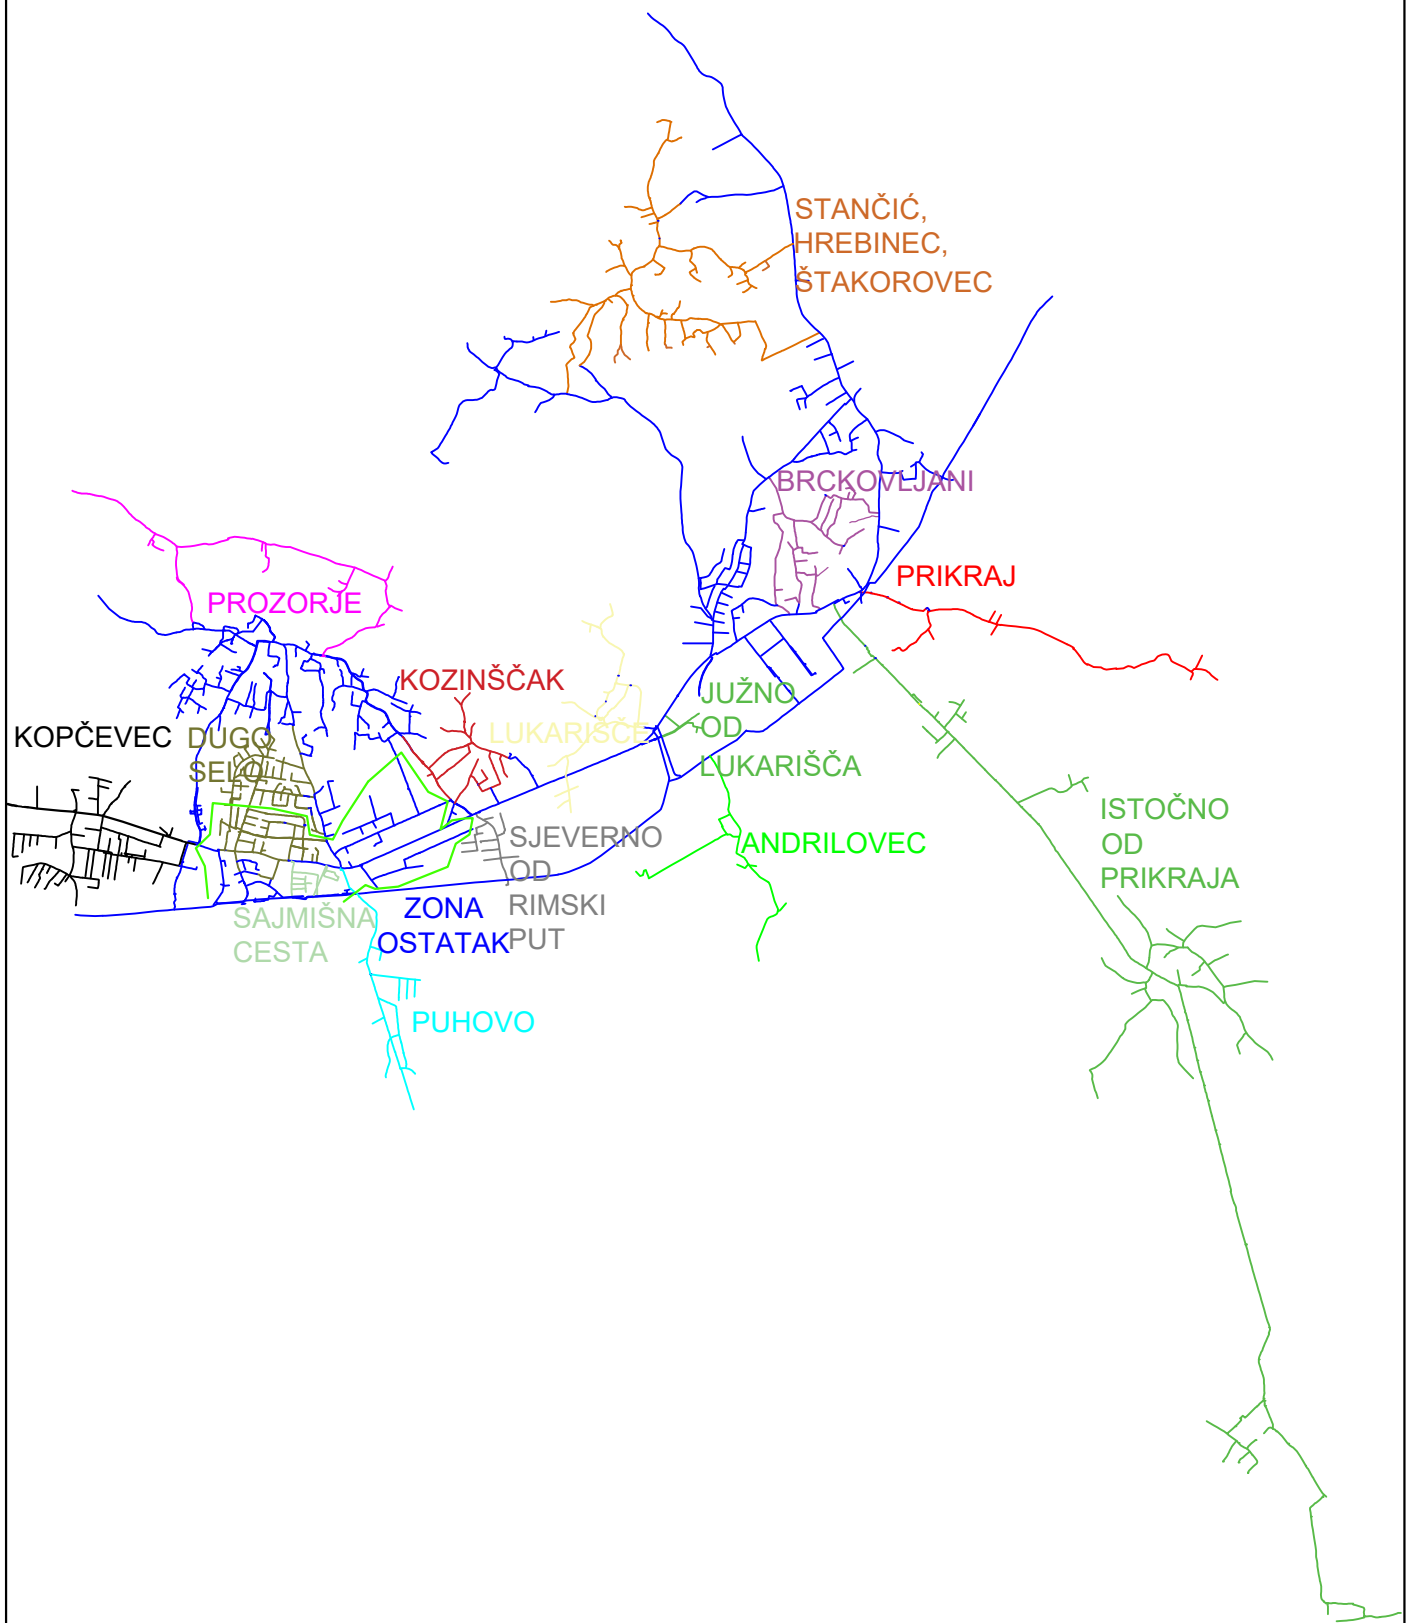 STANČIĆ,
HREBINEC,
ŠTAKOROVEC
BRCKOVLJANI
PRIKRAJ
PROZORJE
KOZINŠČAK
JUŽNO
OD
LUKARIŠČA
LUKARIŠĆE
KOPČEVEC
DUGO
SELO
ISTOČNO
OD
PRIKRAJA
SJEVERNO
OD
RIMSKI
PUT
ANDRILOVEC
SAJMIŠNA
CESTA
ZONA
OSTATAK
PUHOVO